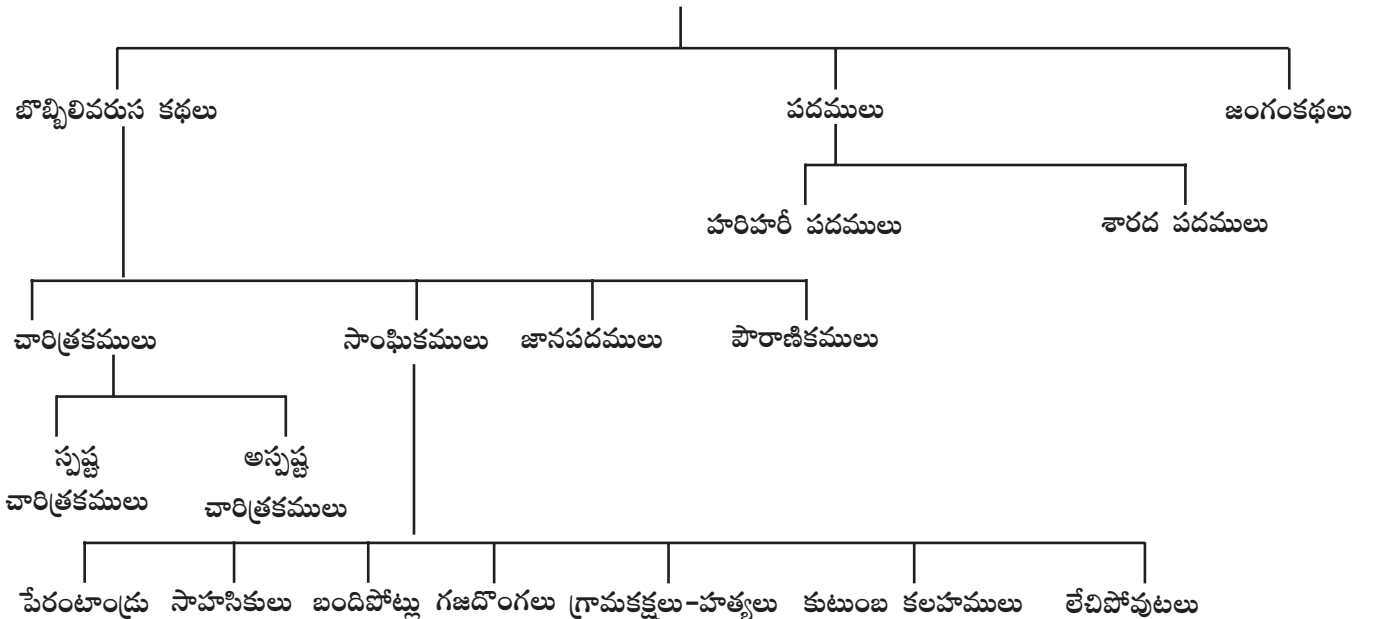 బొబ్బిలివరుస కథలు పదములు జంగంకథలు
హరిహరీ పదములు శారద పదములు
చారిత్రకములు సాంఘికములు జానపదములు పౌరాణికములు
స్పష్ట అస్పష్ట
చారిత్రకములు చారిత్రకములు
పేరంటాండ్రు సాహసికులు బందిపోట్లు గజదొంగలు గ్రామకక్షలు-హత్యలు కుటుంబ కలహములు లేచిపోవుటలు